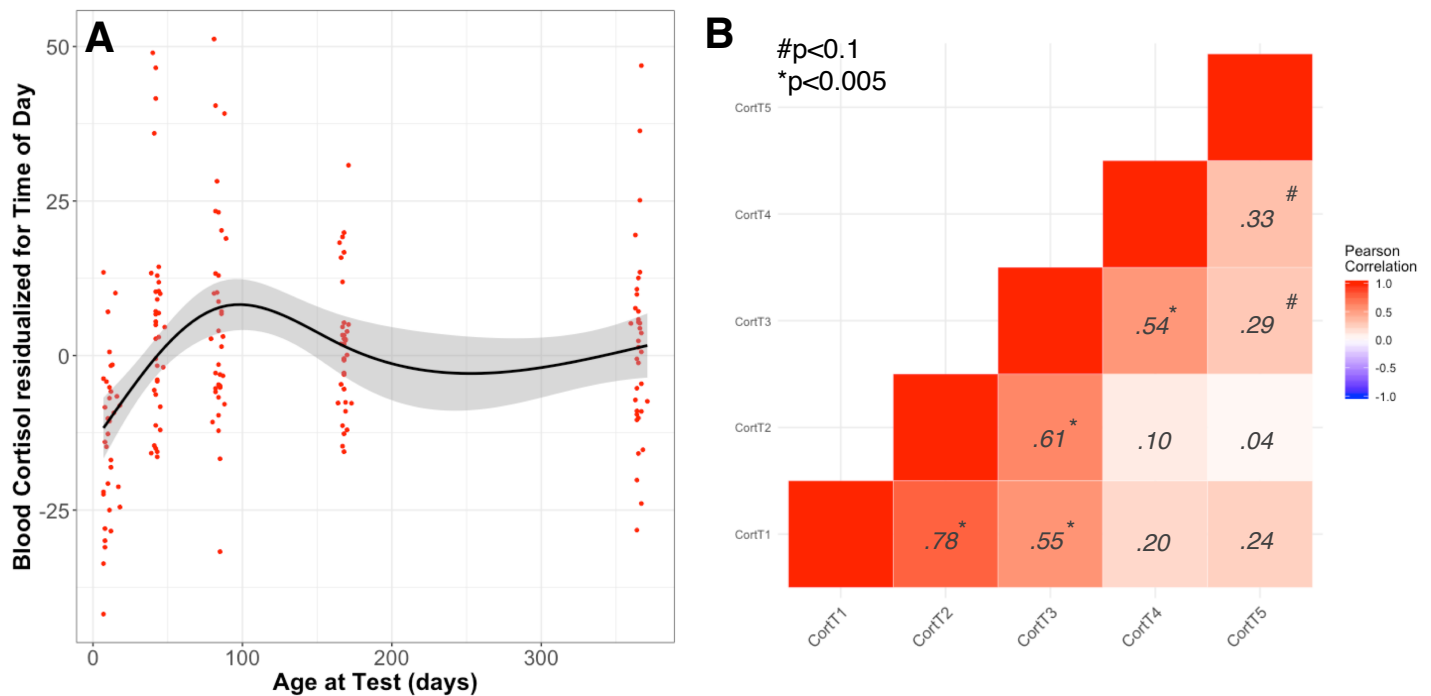 A
Blood Cortisol residualized for Time of Day
50
25
0
-25
0
100
200
300
Age at Test (days)
B
#p<0.1
*p<0.005
CortT5
CortT4
.33 #
CortT3
.54* .29 #
CortT2
.61* .10 .04
CortT1
.78* .55* .20 .24
CortT1 CortT2 CortT3 CortT4 CortT5
Pearson
Correlation
1.0
0.5
0.0
-0.5
-1.0